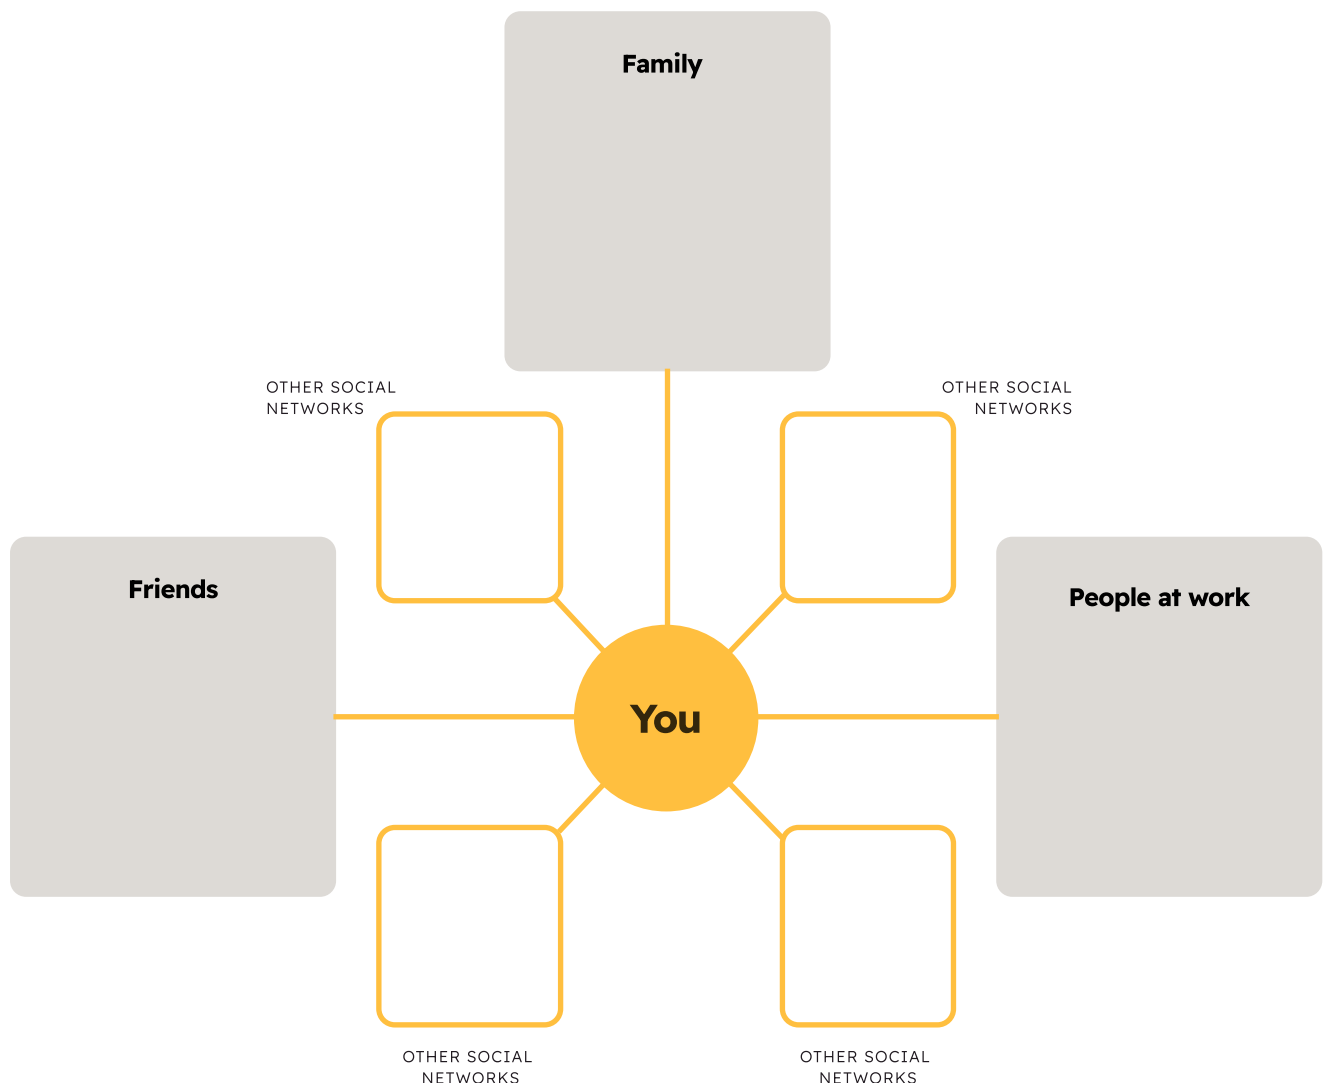 Family
OTHER SOCIAL
NETWORKS
OTHER SOCIAL
NETWORKS
Friends
People at work
You
OTHER SOCIAL
NETWORKS
OTHER SOCIAL
NETWORKS